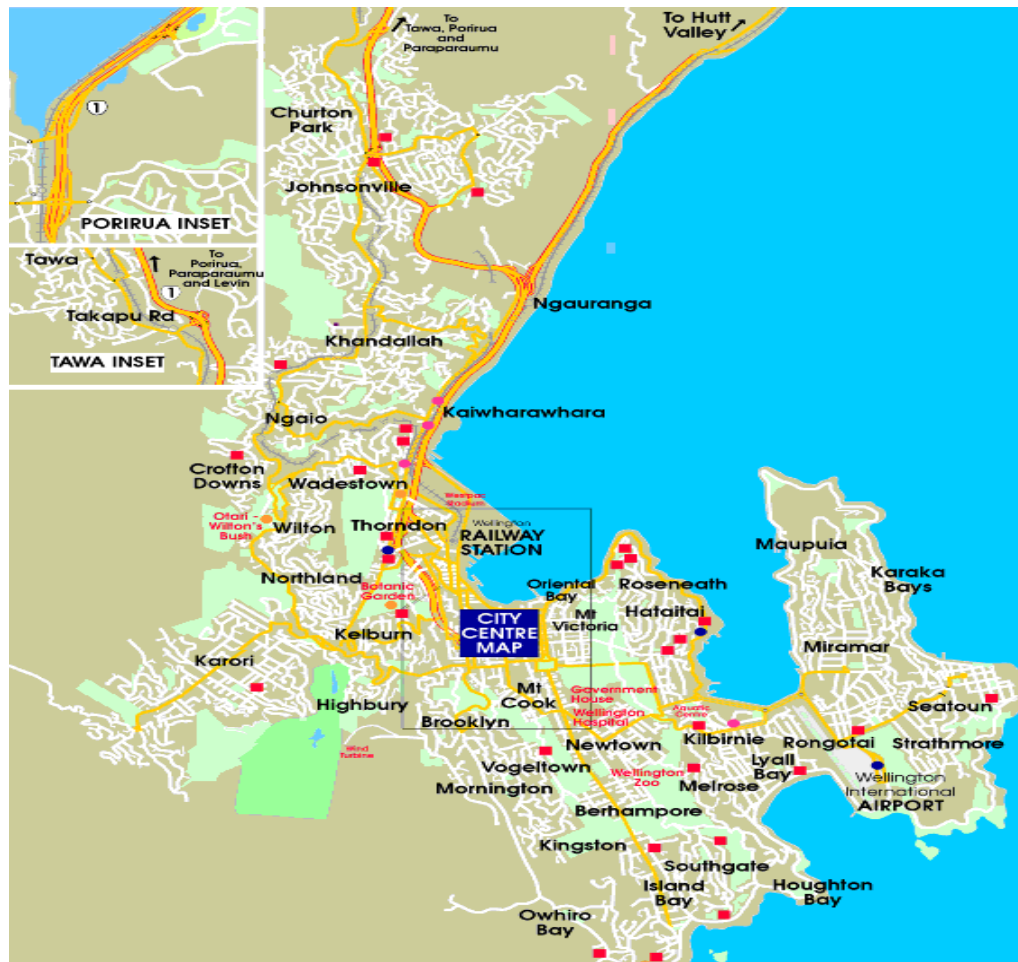 To
Tawa, Porirua
and
Paraparaumu
To Hutt
Valley
1
Churton
Park
Johnsonville
PORIRUA INSET
Tawa
To
Porirua,
Paraparaumu
and Levin
1
Takapu Rd
TAWA INSET
Ngauranga
Khandallah
Ngaio
Kaiwharawhara
Crofton
Downs
Wadestown
Westpac
Stadium
Otari -
Wilton's
Bush
Wilton
Thorndon
Wellington
RAILWAY
STATION
Maupuia
Karaka
Bays
Northland
Botanic
Garden
Oriental
Bay
Roseneath
Mt
Victoria
Hataitai
CITY
CENTRE
MAP
Kelburn
Miramar
Karori
Highbury
Mt
Cook
Government
House
Wellington
Hospital
Aquatic
Centre
Seatoun
Brooklyn
Newtown
Kilbirnie
Rongotai
Strathmore
Wind
Turbine
Vogeltown
Mornington
Wellington
Zoo
Melrose
Lyall
Bay
Wellington
International
AIRPORT
Berhampore
Kingston
Southgate
Island
Bay
Houghton
Bay
Owhiro
Bay